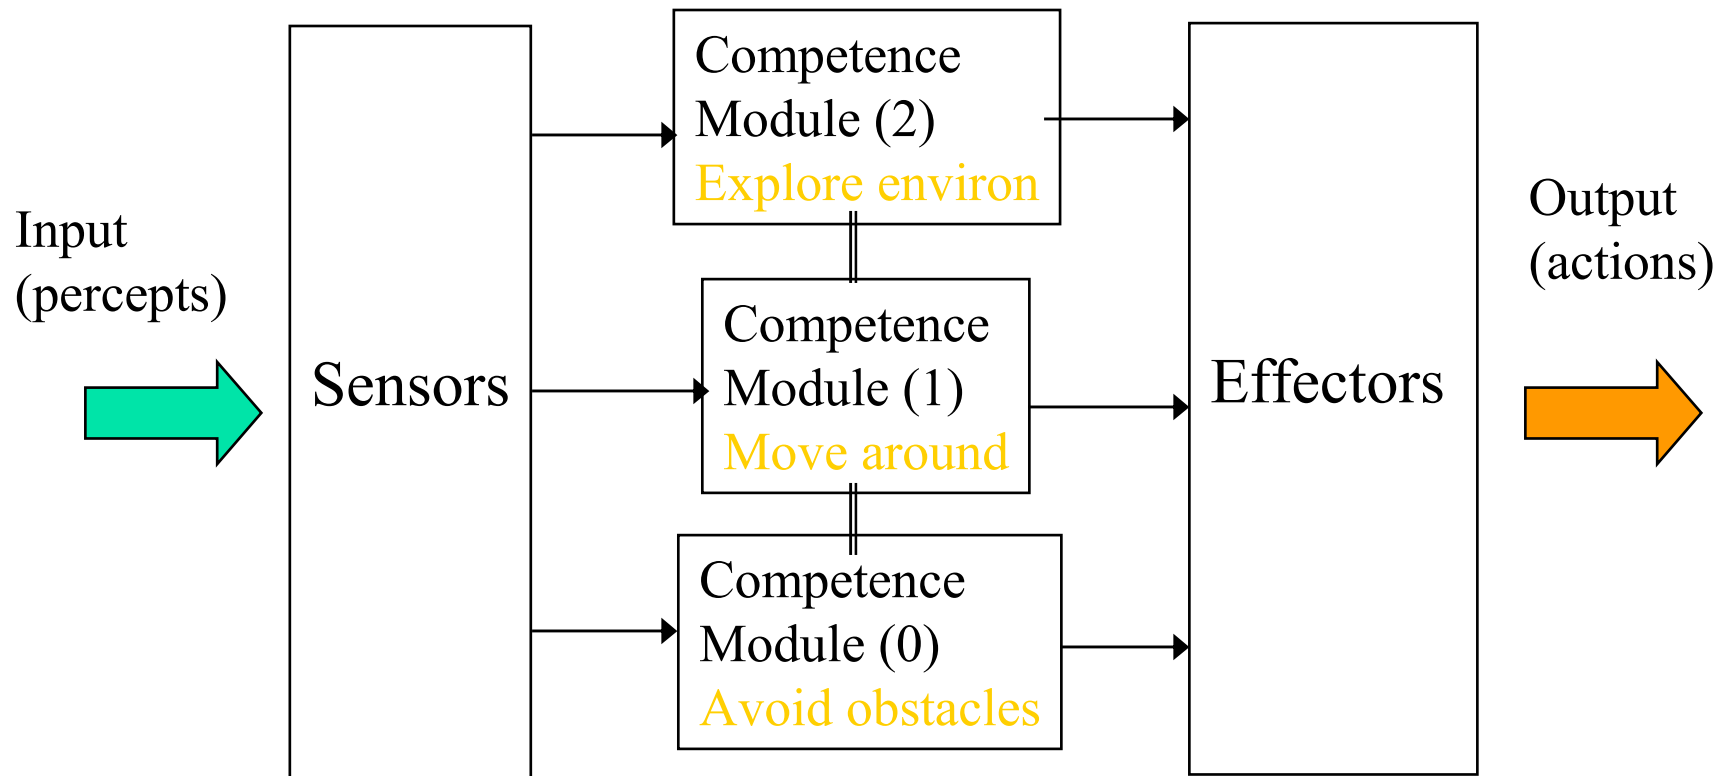 Input
(percepts)
Sensors
Competence
Module (2)
Explore environ
Competence
Module (1)
Move around
Competence
Module (0)
Avoid obstacles
Effectors
Output
(actions)